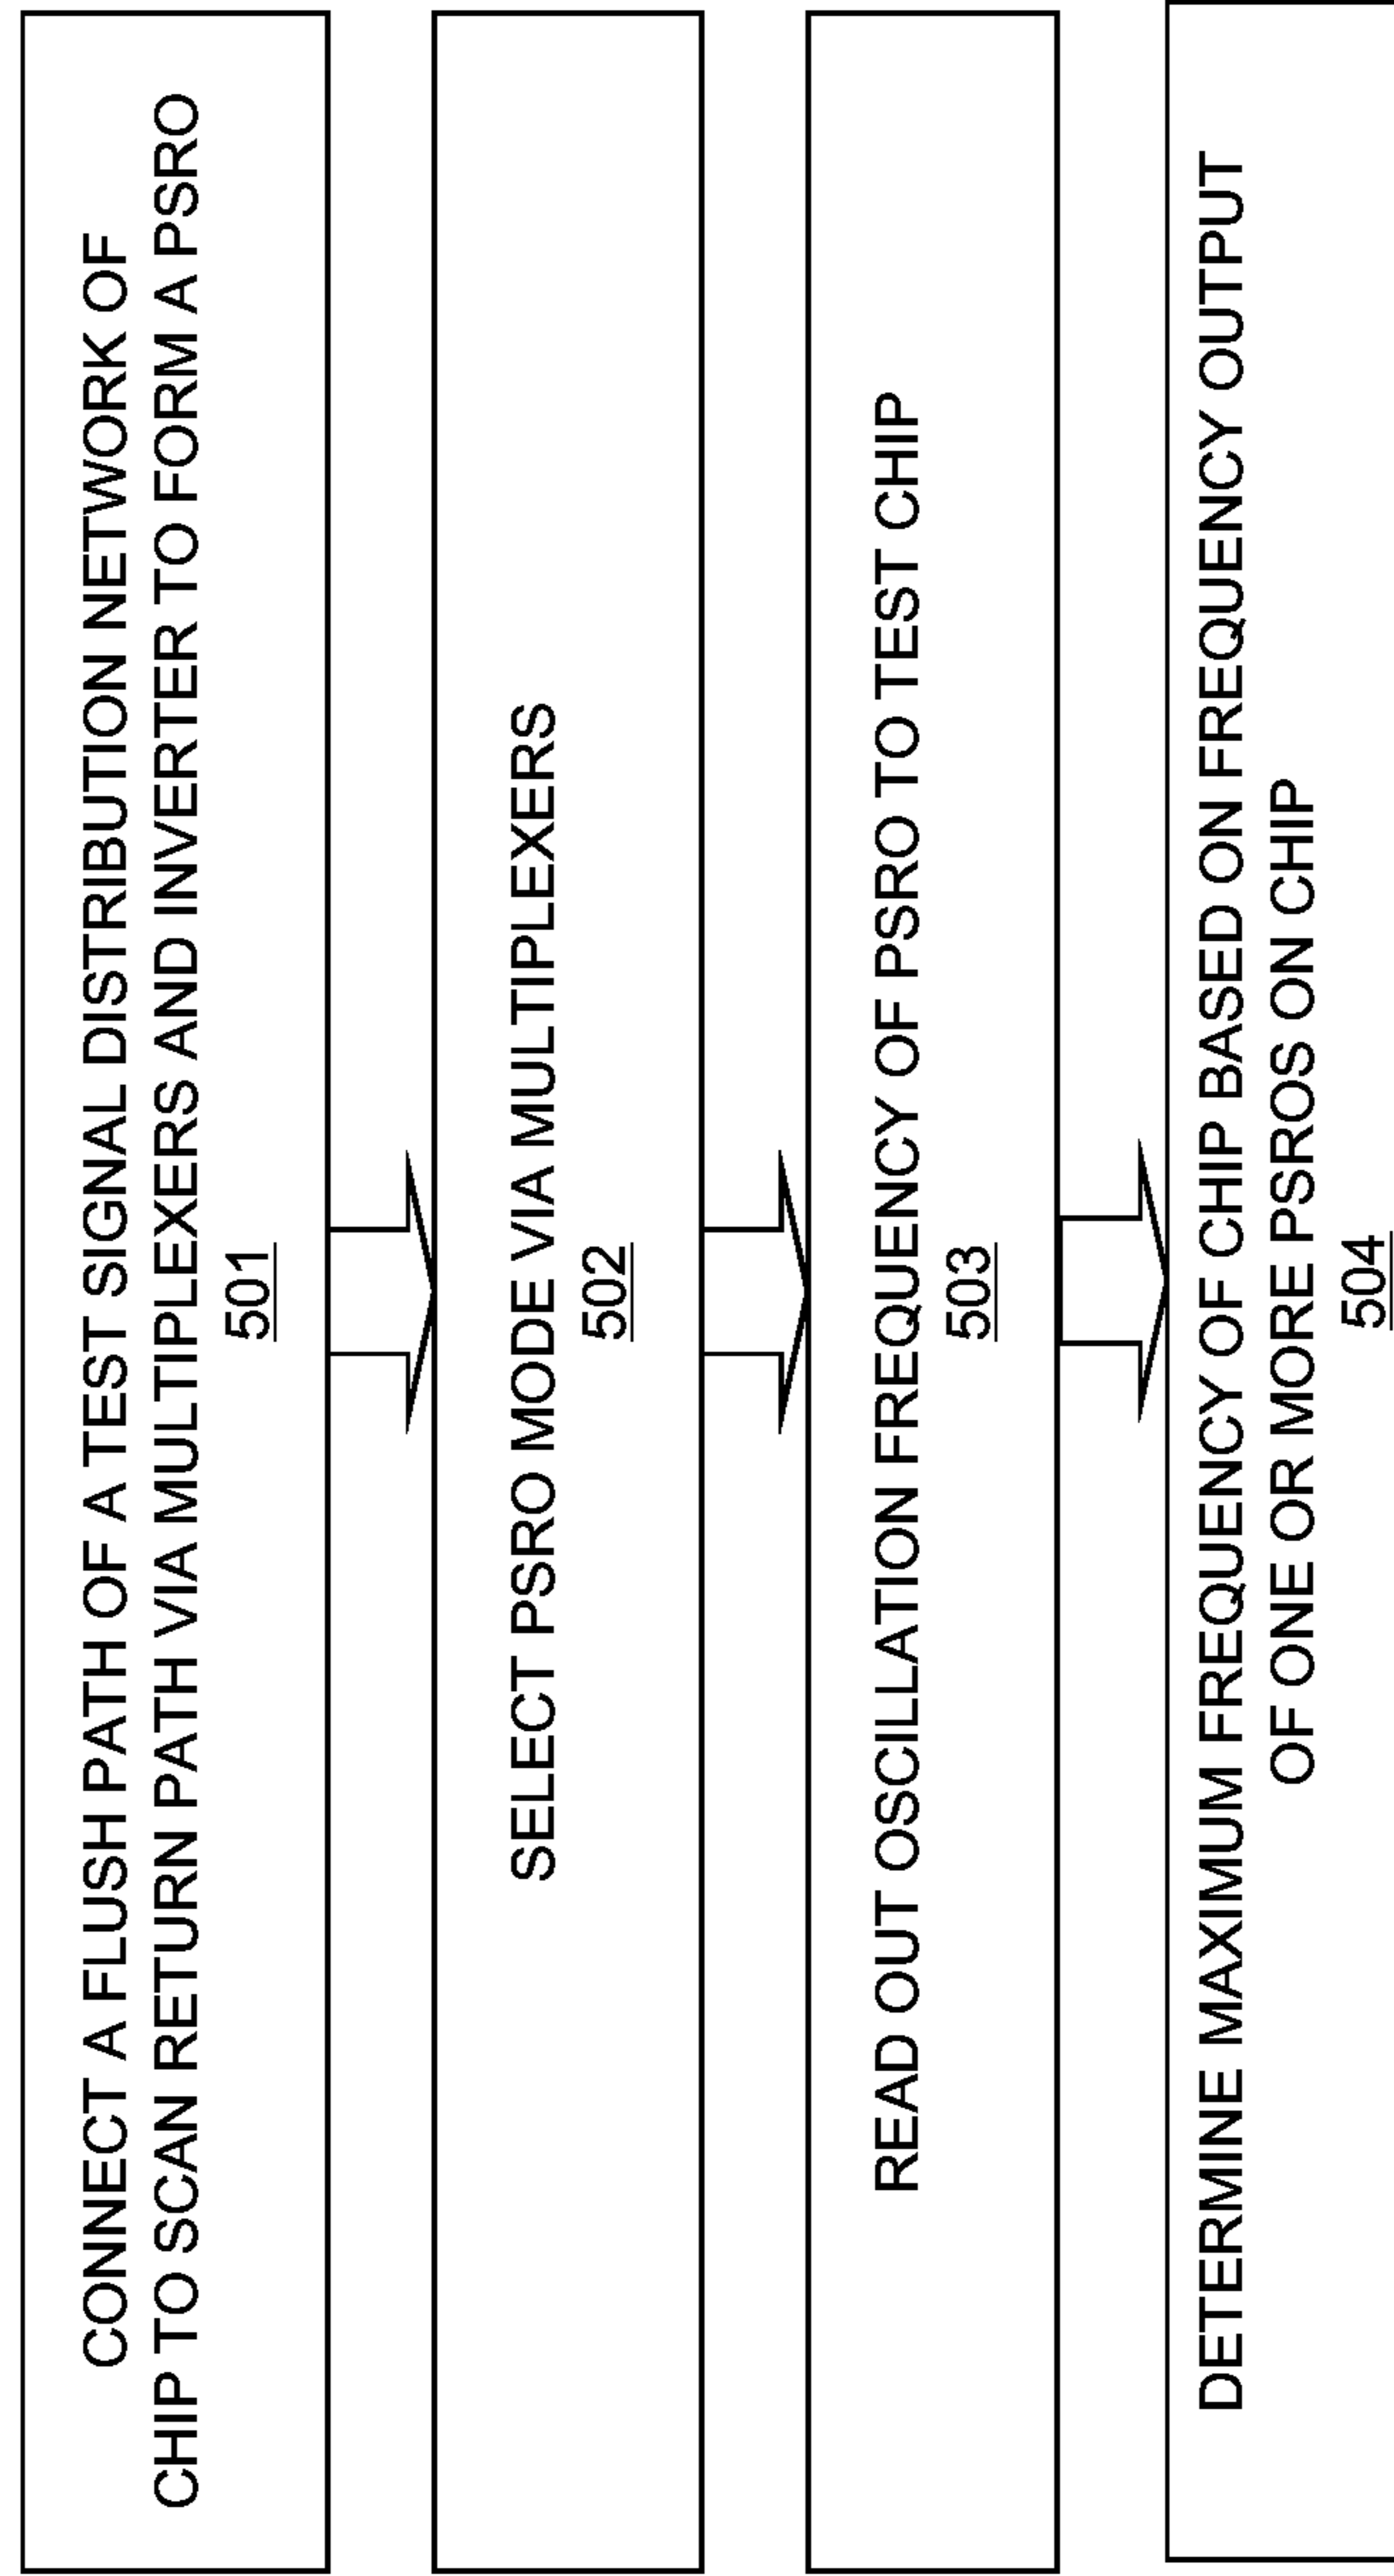 CONNECT A FLUSH PATH OF A TEST SIGNAL DISTRIBUTION NETWORK OF
CHIP TO SCAN RETURN PATH VIA MULTIPLEXERS AND INVERTER TO FORM A PSRO
501
SELECT PSRO MODE VIA MULTIPLEXERS
502
READ OUT OSCILLATION FREQUENCY OF PSRO TO TEST CHIP
503
DETERMINE MAXIMUM FREQUENCY OF CHIP BASED ON FREQUENCY OUTPUT
OF ONE OR MORE PSROS ON CHIP
504